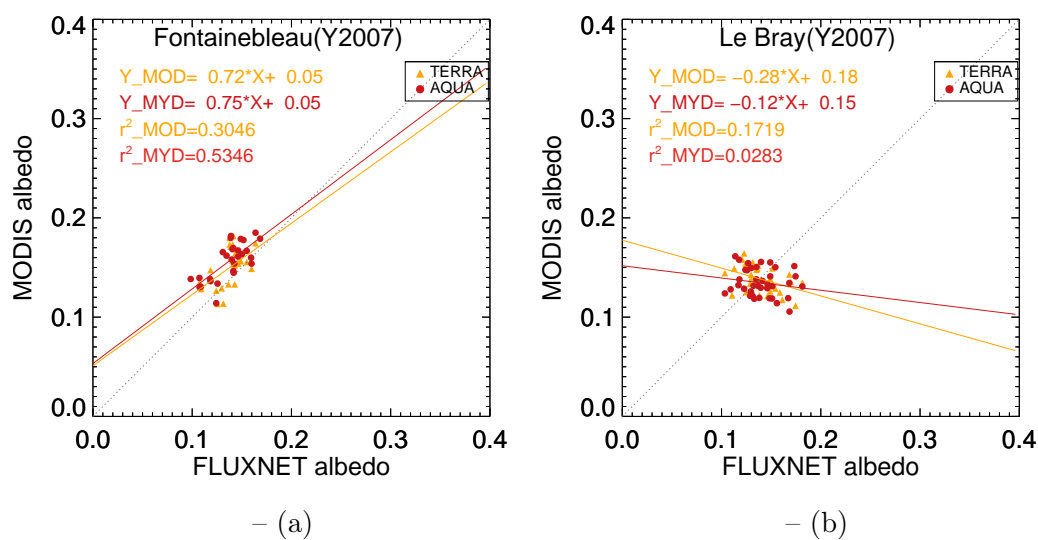 Fontainebleau(Y2007)
Y_MOD= 0.72*X+ 0.05
Y_MYD= 0.75*X+ 0.05
r²_MOD=0.3046
r²_MYD=0.5346
TERRA
AQUA
MODIS albedo
0.4
0.3
0.2
0.1
0.0
0.0 0.1 0.2 0.3 0.4
FLUXNET albedo
– (a)
Le Bray(Y2007)
Y_MOD= −0.28*X+ 0.18
Y_MYD= −0.12*X+ 0.15
r²_MOD=0.1719
r²_MYD=0.0283
TERRA
AQUA
MODIS albedo
0.4
0.3
0.2
0.1
0.0
0.0 0.1 0.2 0.3 0.4
FLUXNET albedo
– (b)